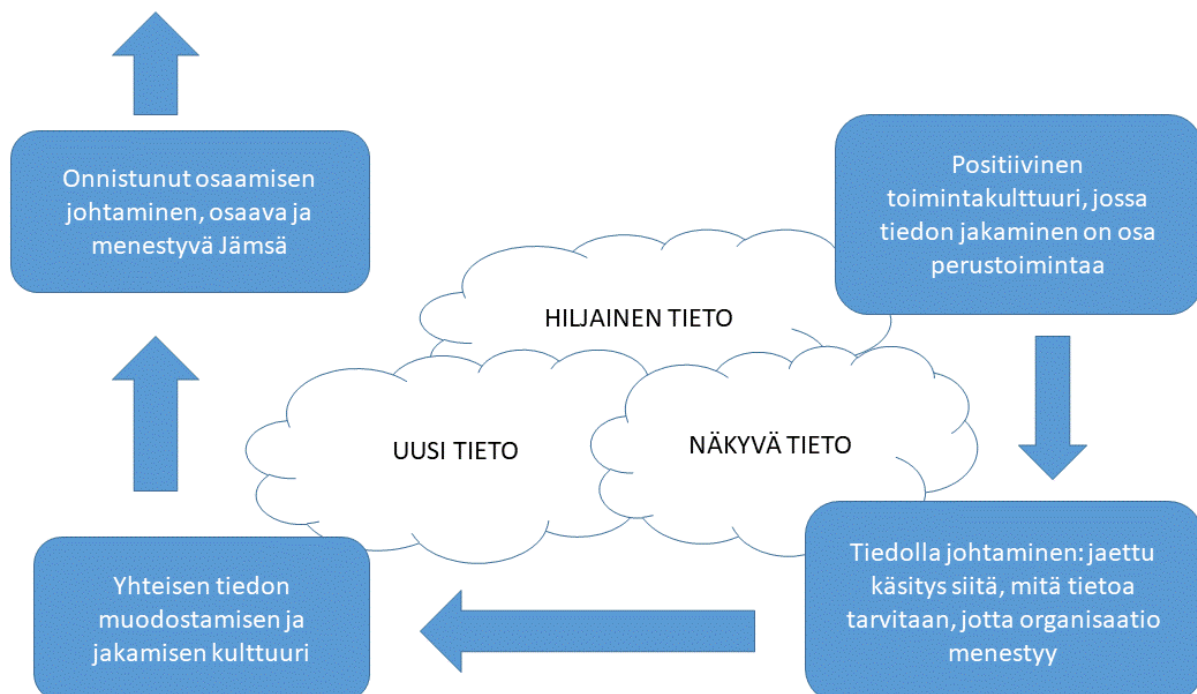 Onnistunut osaamisen
johtaminen, osaava ja
menestyvä Jämsä
Positiivinen
toimintakulttuuri, jossa
tiedon jakaminen on osa
perustoimintaa
HILJAINEN TIETO
UUSI TIETO
NÄKYVÄ TIETO
Yhteisen tiedon
muodostamisen ja
jakamisen kulttuuri
Tiedolla johtaminen: jaettu
käsitys siitä, mitä tietoa
tarvitaan, jotta organisaatio
menestyy